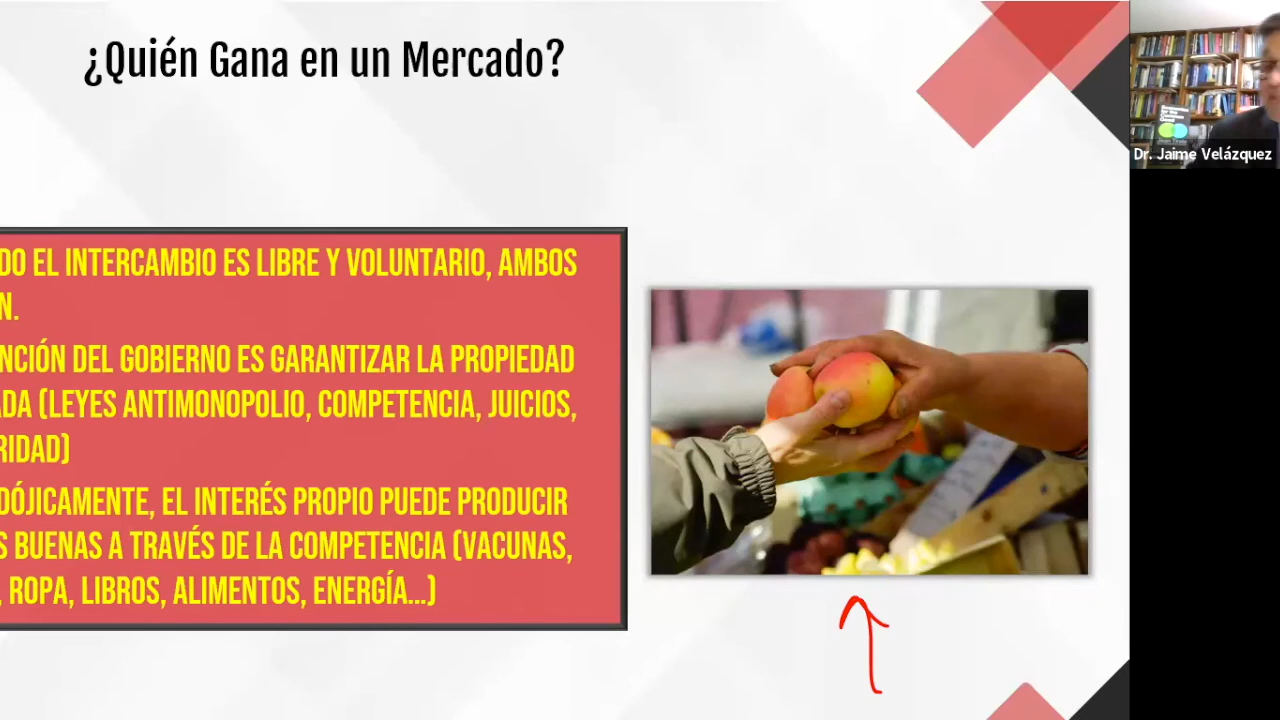 ¿Quién Gana en un Mercado?
DO EL INTERCAMBIO ES LIBRE Y VOLUNTARIO, AMBOS
N.
NCIÓN DEL GOBIERNO ES GARANTIZAR LA PROPIEDAD
ADA (LEYES ANTIMONOPOLIO, COMPETENCIA, JUICIOS,
RIDAD)
DÓJICAMENTE, EL INTERÉS PROPIO PUEDE PRODUCIR
S BUENAS A TRAVÉS DE LA COMPETENCIA (VACUNAS,
, ROPA, LIBROS, ALIMENTOS, ENERGÍA...)
Dr. Jaime Velázquez